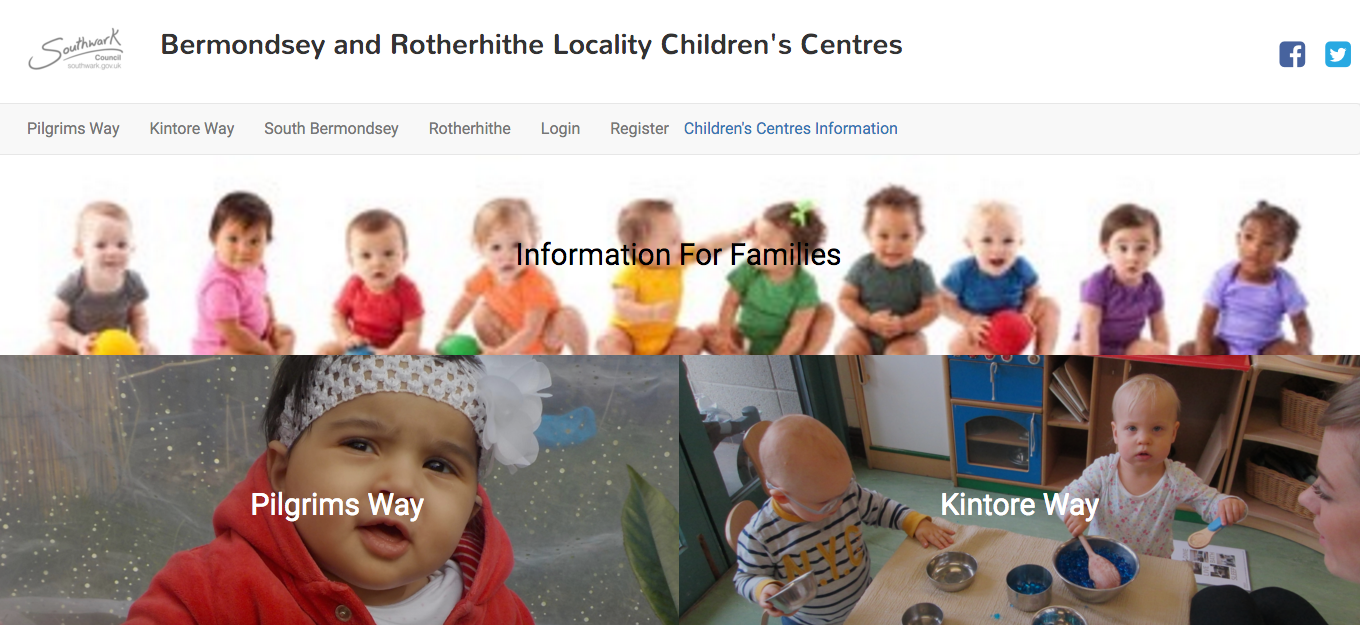 Southwark
Council
southwark.gov.uk
Bermondsey and Rotherhithe Locality Children's Centres
Pilgrims Way
Kintore Way
South Bermondsey
Rotherhithe
Login
Register
Children's Centres Information
Information For Families
Pilgrims Way
Kintore Way
N.Y.C